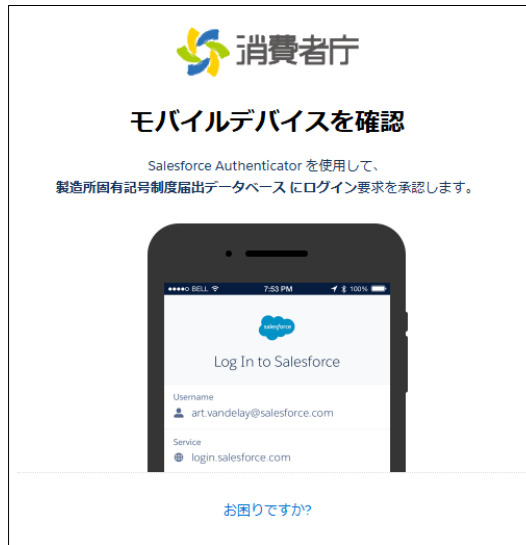 消費者庁
モバイルデバイスを確認
Salesforce Authenticator を使用して、
製造所固有記号制度届出データベース にログイン要求を承認します。
BELL 7:53 PM 100%
salesforce
Log In to Salesforce
Username
art.vandelay@salesforce.com
Service
login.salesforce.com
お困りですか?